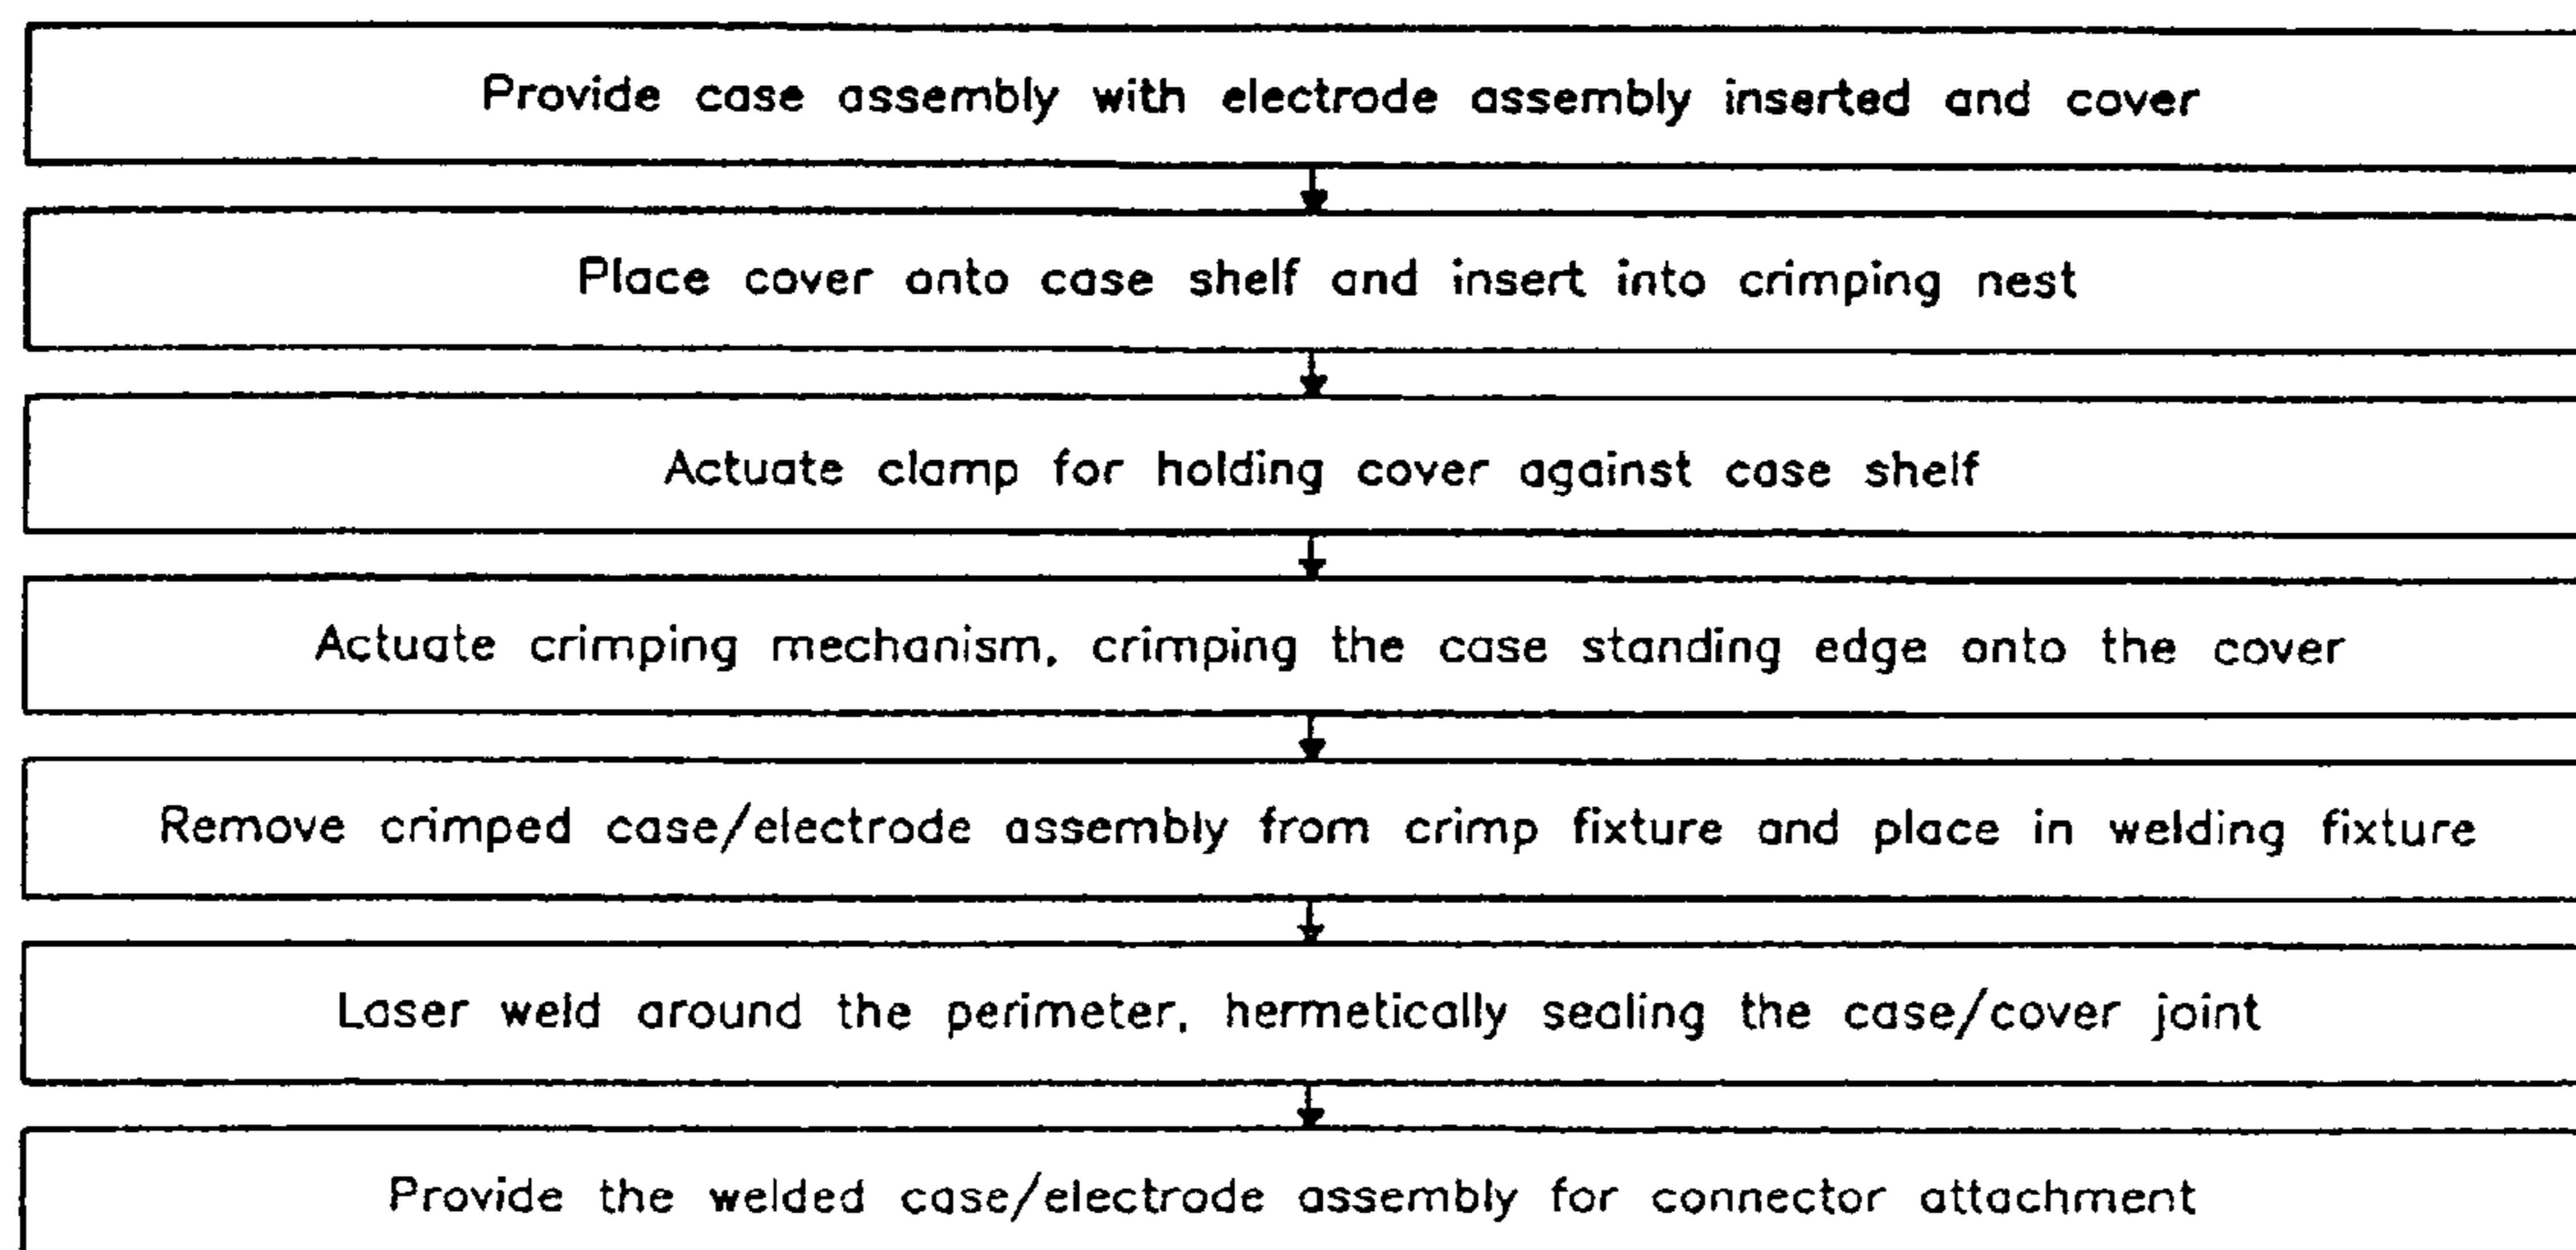 Provide case assembly with electrode assembly inserted and cover
Place cover onto case shelf and insert into crimping nest
Actuate clamp for holding cover against case shelf
Actuate crimping mechanism, crimping the case standing edge onto the cover
Remove crimped case/electrode assembly from crimp fixture and place in welding fixture
Laser weld around the perimeter, hermetically sealing the case/cover joint
Provide the welded case/electrode assembly for connector attachment